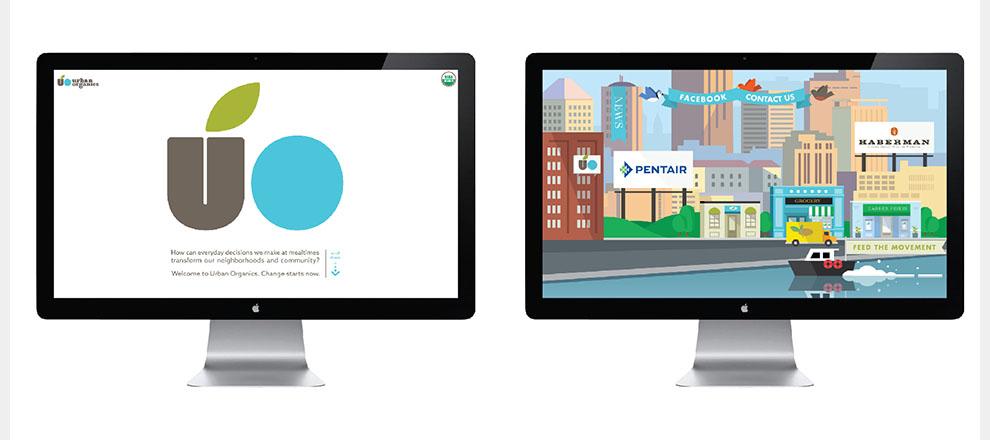 urban
organics
USDA
How can everyday decisions we make at mealtimes
transform our neighborhoods and community?
Welcome to Urban Organics. Change starts now.
NEWS
FACEBOOK
CONTACT US
HABERMAN
PENTAIR
GROCERY
FEED THE MOVEMENT